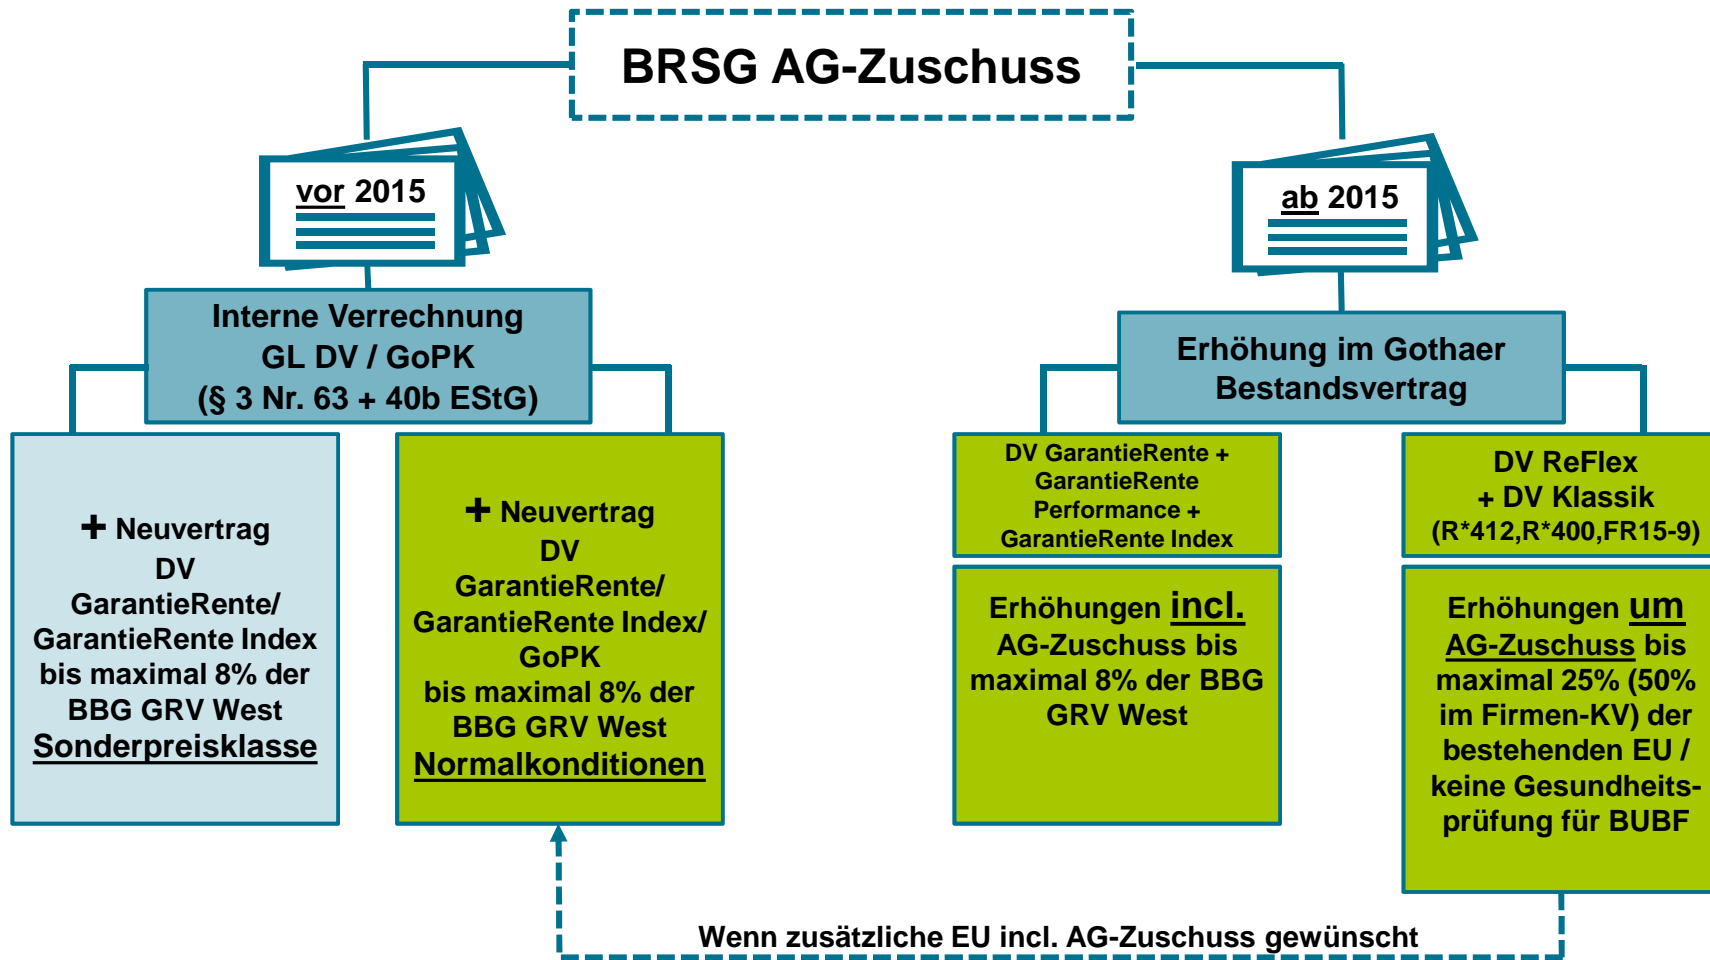 BRSG AG-Zuschuss
vor 2015
Interne Verrechnung
GL DV / GoPK
(§ 3 Nr. 63 + 40b EStG)
+ Neuvertrag
DV
GarantieRente/
GarantieRente Index
bis maximal 8% der
BBG GRV West
Sonderpreisklasse
+ Neuvertrag
DV
GarantieRente/
GarantieRente Index/
GoPK
bis maximal 8% der
BBG GRV West
Normalkonditionen
ab 2015
Erhöhung im Gothaer
Bestandsvertrag
DV GarantieRente +
GarantieRente
Performance +
GarantieRente Index
Erhöhungen incl.
AG-Zuschuss bis
maximal 8% der BBG
GRV West
DV ReFlex
+ DV Klassik
(R*412,R*400,FR15-9)
Erhöhungen um
AG-Zuschuss bis
maximal 25% (50%
im Firmen-KV) der
bestehenden EU /
keine Gesundheits-
prüfung für BUBF
Wenn zusätzliche EU incl. AG-Zuschuss gewünscht